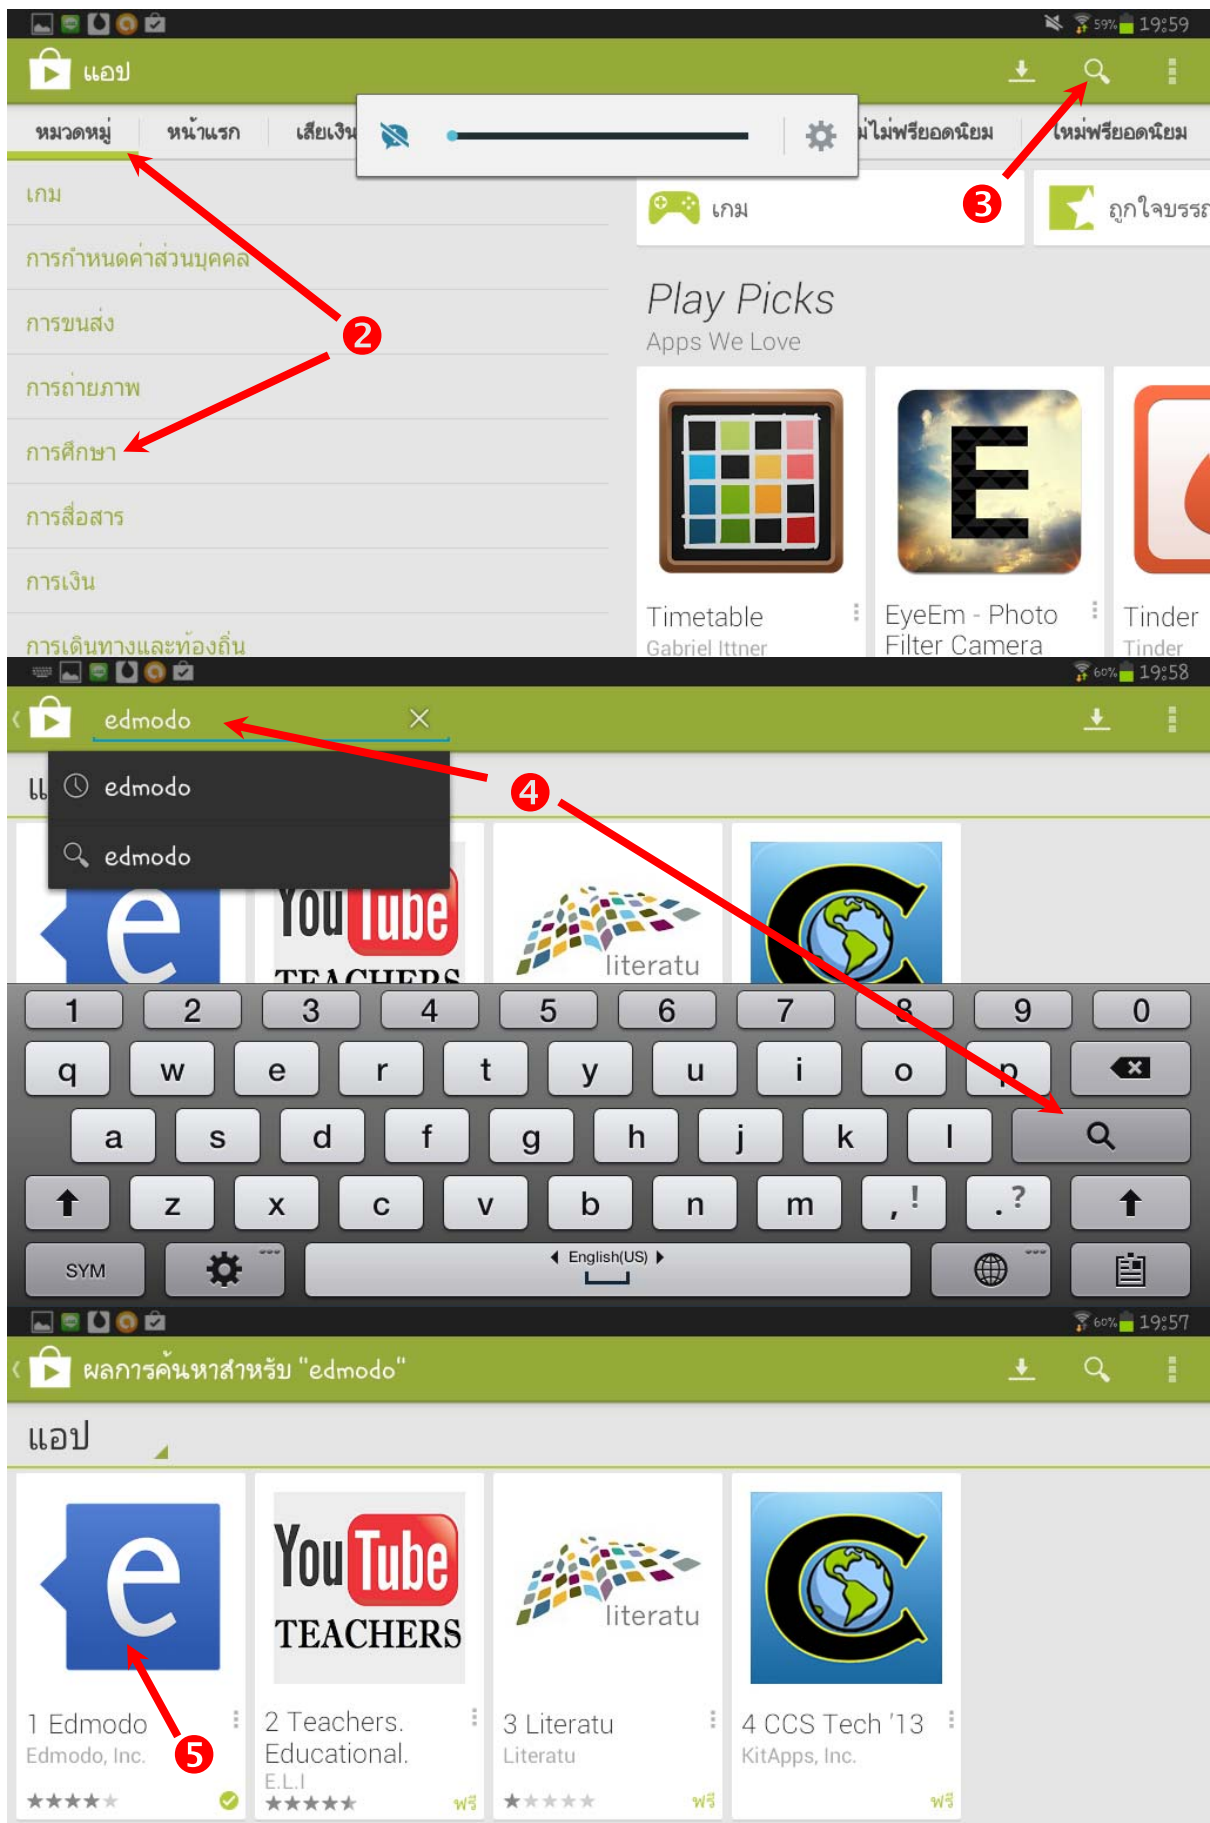 59% 19:59
แอป
หมวดหมู่ หน้าแรก เสียเงิน ไม่ฟรียอดนิยม ใหม่ฟรียอดนิยม
เกม
การกำหนดค่าส่วนบุคคล
การขนส่ง
การถ่ายภาพ
การศึกษา
การสื่อสาร
การเงิน
การเดินทางและท้องถิ่น
2
3
เกม
ถูกใจบรรณ
Play Picks
Apps We Love
Timetable
Gabriel Ittner
EyeEm - Photo
Filter Camera
Tinder
Tinder
60% 19:58
edmodo
แ
edmodo
edmodo
4
e
You Tube
TEACHERS
literatu
C
1 2 3 4 5 6 7 8 9 0
q w e r t y u i o p
a s d f g h j k l
z x c v b n m , ! . ?
SYM English(US)
60% 19:57
ผลการค้นหาสำหรับ "edmodo"
แอป
e
You Tube
TEACHERS
literatu
C
1 Edmodo
Edmodo, Inc.
5
2 Teachers.
Educational.
E.L.I
ฟรี
3 Literatu
Literatu
ฟรี
4 CCS Tech '13
KitApps, Inc.
ฟรี